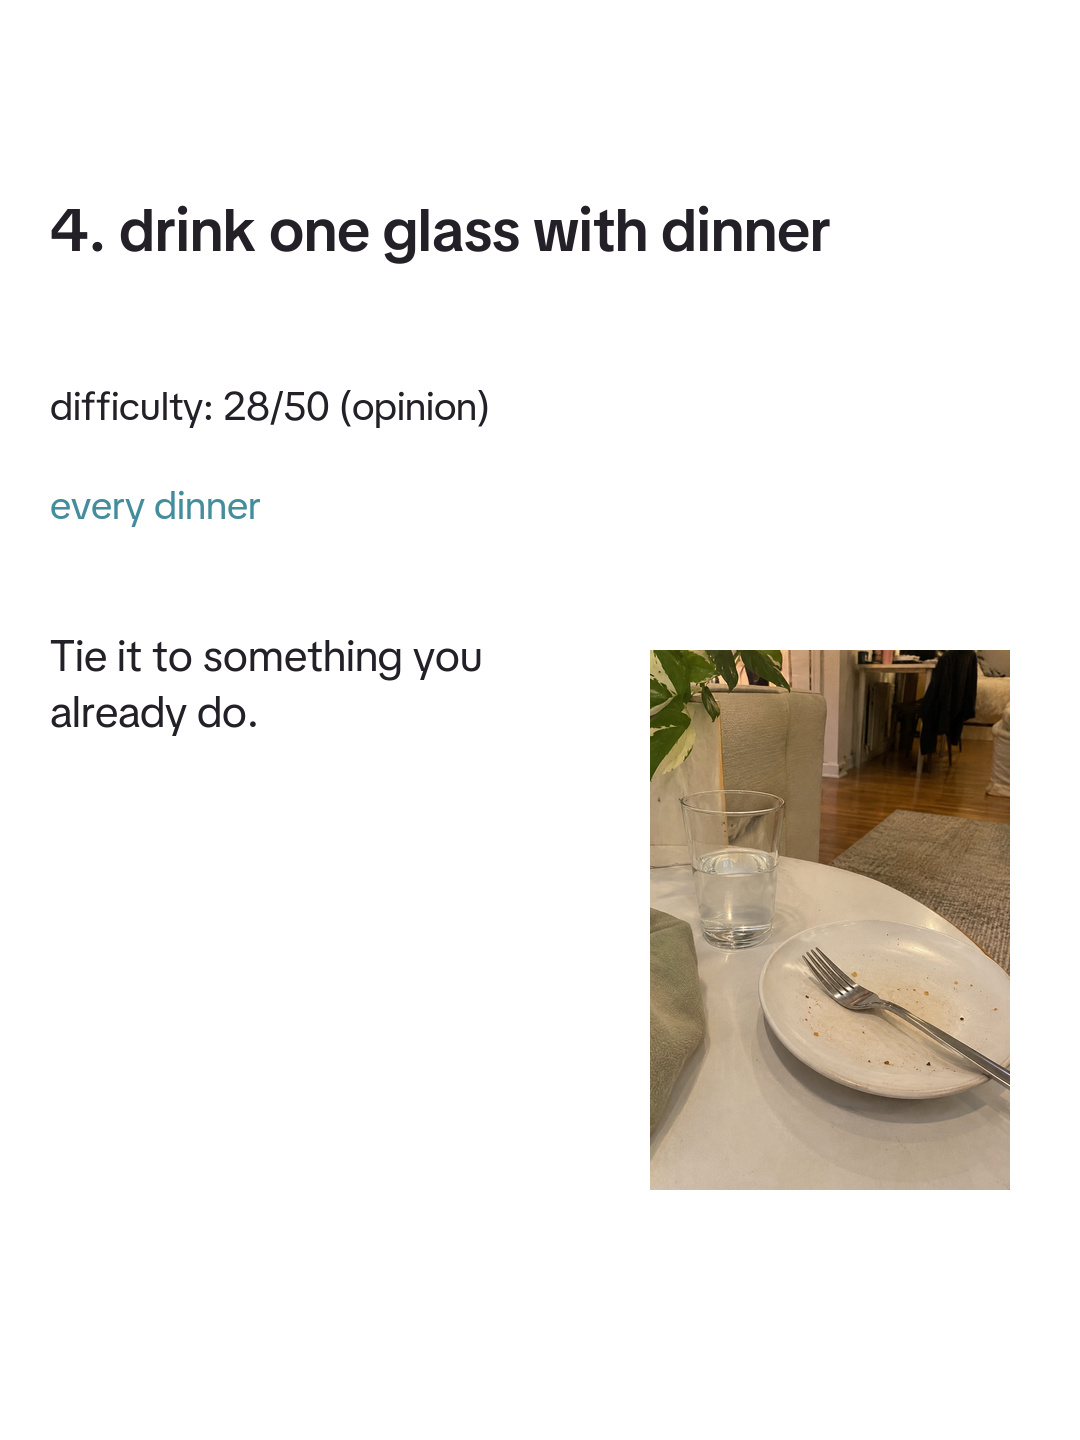 4. drink one glass with dinner
difficulty: 28/50 (opinion)
every dinner
Tie it to something you
already do.